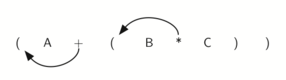 ( A + ( B * C ) )